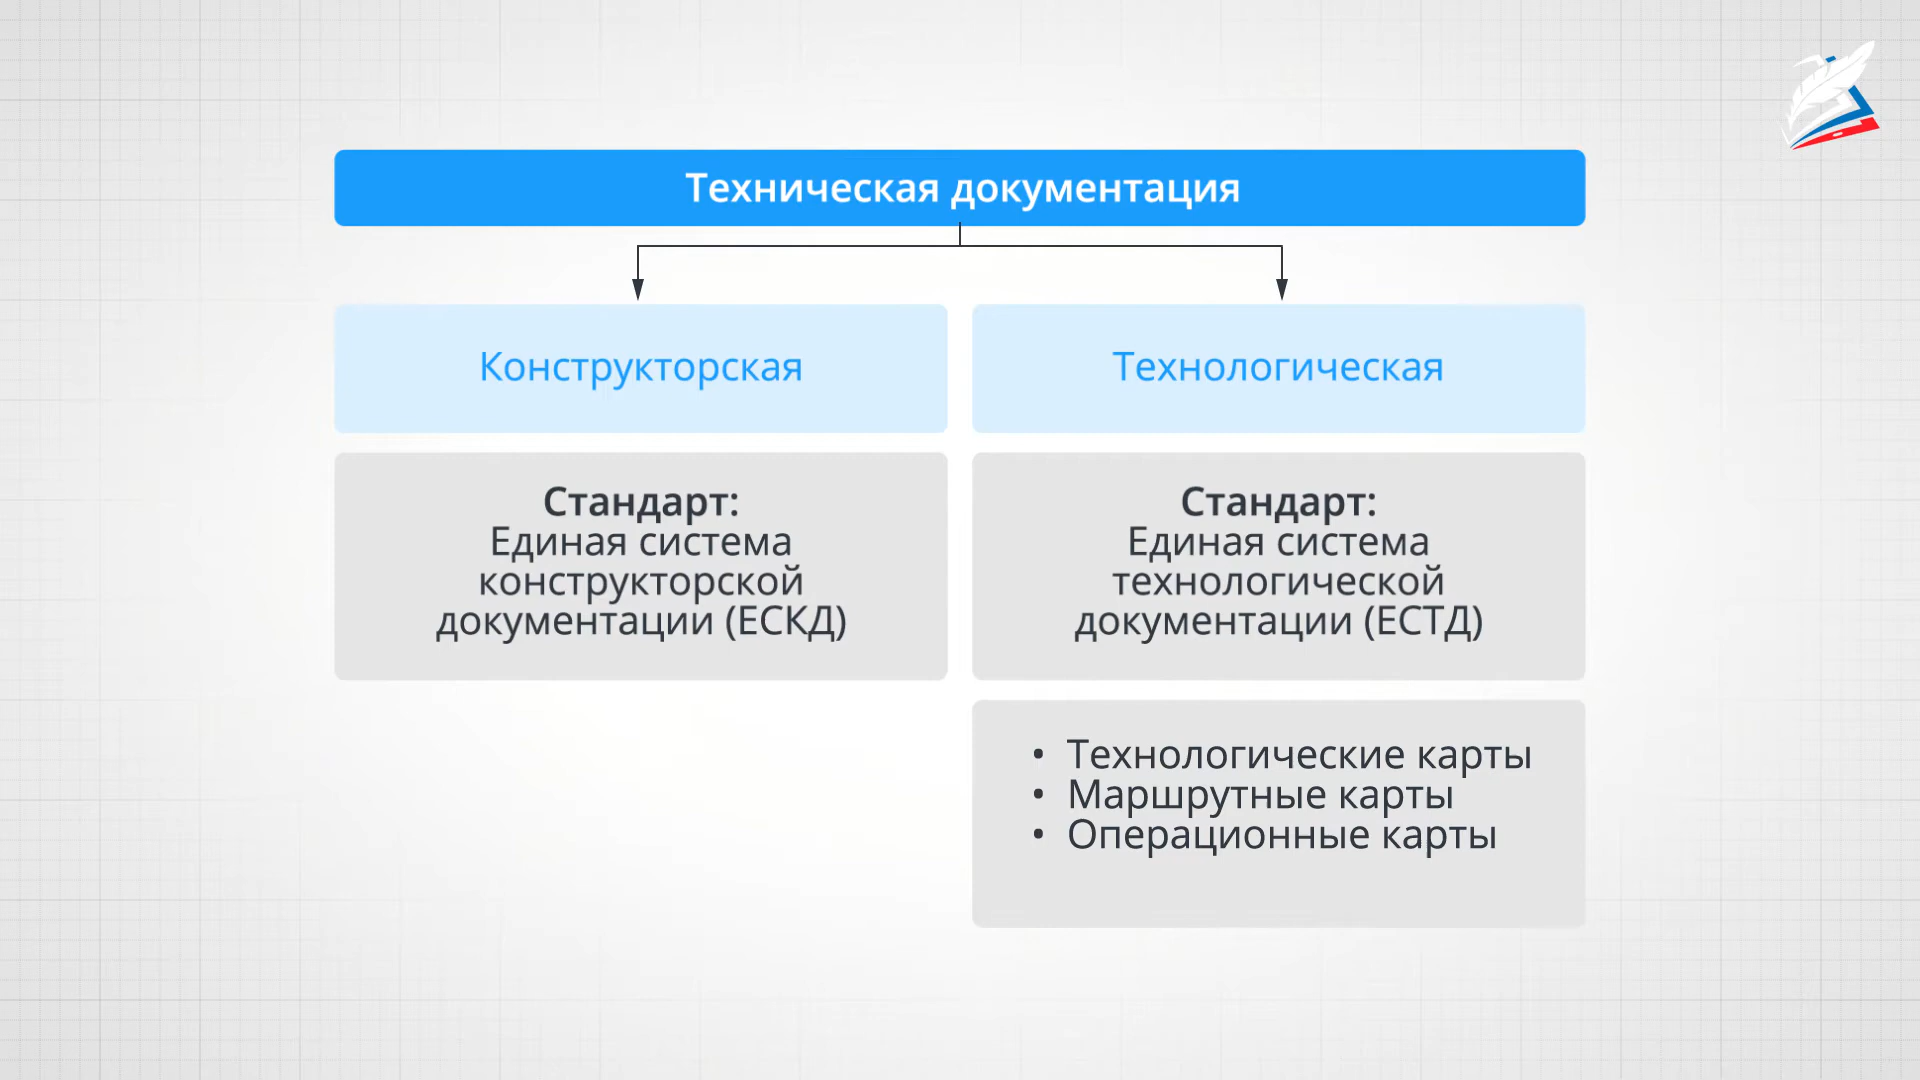 Техническая документация
Конструкторская
Технологическая
Стандарт:
Единая система
конструкторской
документации (ЕСКД)
Стандарт:
Единая система
технологической
документации (ЕСТД)
• Технологические карты
• Маршрутные карты
• Операционные карты